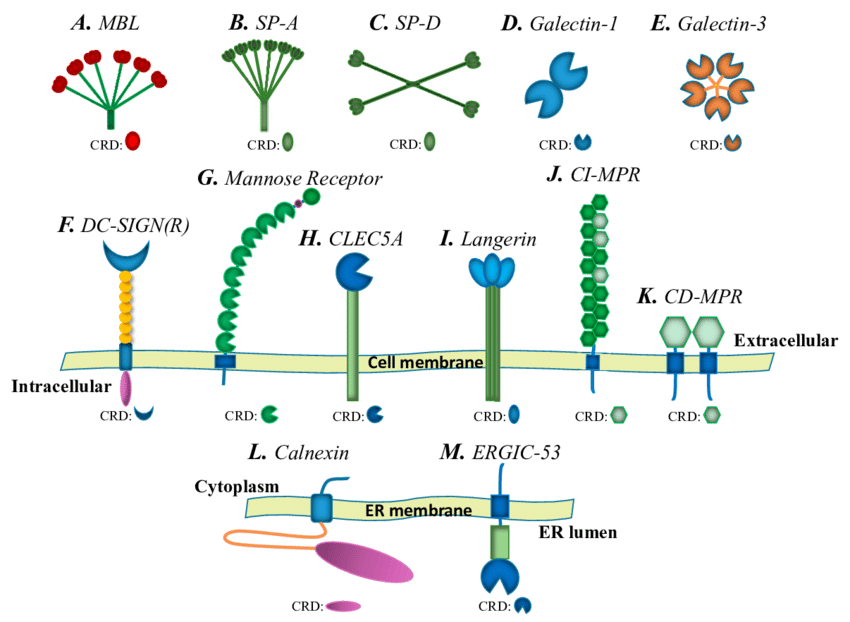 A. MBL
B. SP-A
C. SP-D
D. Galectin-1
E. Galectin-3
CRD:
CRD:
CRD:
CRD:
CRD:
F. DC-SIGN(R)
G. Mannose Receptor
H. CLEC5A
I. Langerin
J. CI-MPR
K. CD-MPR
Extracellular
Cell membrane
Intracellular
CRD:
CRD:
CRD:
CRD:
CRD:
CRD:
L. Calnexin
M. ERGIC-53
Cytoplasm
ER membrane
ER lumen
CRD:
CRD: